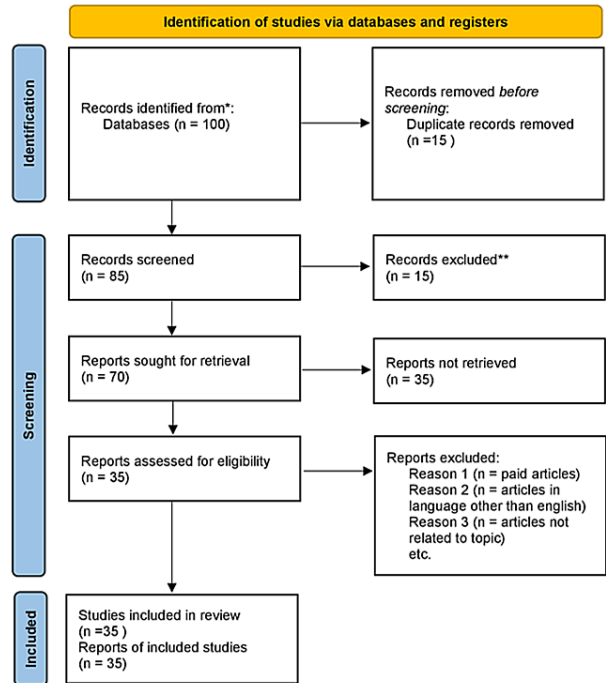 Identification of studies via databases and registers
Identification
Records identified from*:
Databases (n = 100)
Records removed before
screening:
Duplicate records removed
(n =15 )
Screening
Records screened
(n = 85)
Records excluded**
(n = 15)
Reports sought for retrieval
(n = 70)
Reports not retrieved
(n = 35)
Reports assessed for eligibility
(n = 35)
Reports excluded:
Reason 1 (n = paid articles)
Reason 2 (n = articles in
language other than english)
Reason 3 (n = articles not
related to topic)
etc.
Included
Studies included in review
(n =35 )
Reports of included studies
(n = 35)